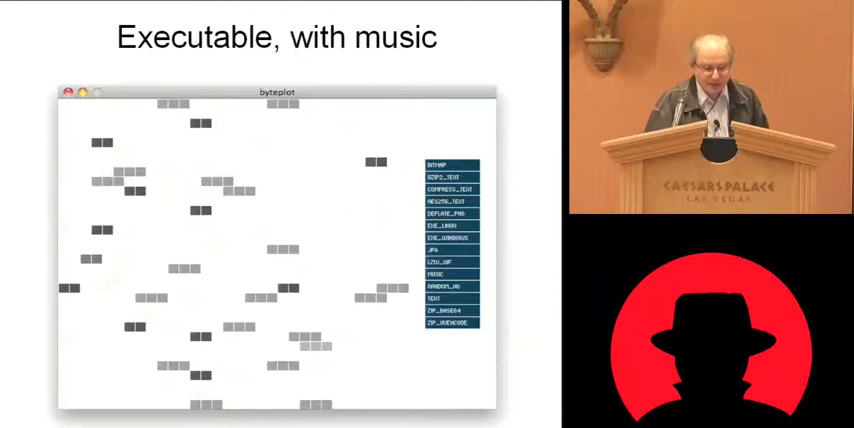 Executable, with music
byteplot
BITMAP
BZIP2_TEXT
COMPRESS_TEXT
AES256_TEXT
DEFLATE_PNG
EXE_LINUX
EXE_WINDOWS
JPG
LZW_GIF
MUSIC
RANDOM_HQ
TEXT
ZIP_BASE64
ZIP_UUENCODE
CAESARS PALACE
LAS VEGAS